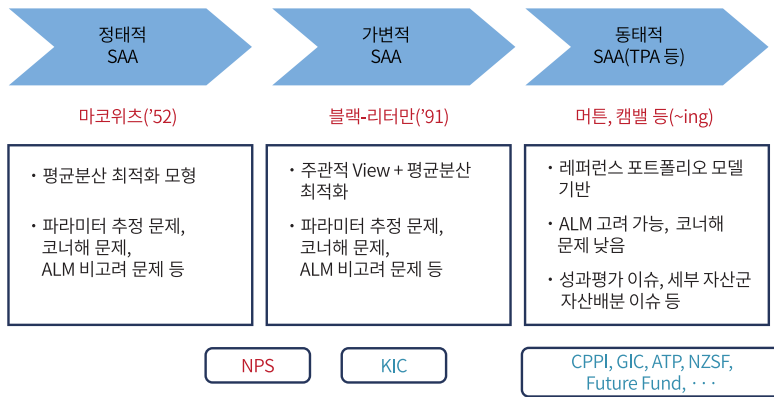 정태적
SAA
가변적
SAA
동태적
SAA(TPA 등)
마코위츠('52)
블랙-리터만('91)
머튼, 캠밸 등(~ing)
· 평균분산 최적화 모형
· 파라미터 추정 문제,
코너해 문제,
ALM 비고려 문제 등
· 주관적 View + 평균분산
최적화
· 파라미터 추정 문제,
코너해 문제,
ALM 비고려 문제 등
· 레퍼런스 포트폴리오 모델
기반
· ALM 고려 가능, 코너해
문제 낮음
· 성과평가 이슈, 세부 자산군
자산배분 이슈 등
NPS
KIC
CPPI, GIC, ATP, NZSF,
Future Fund, · · ·